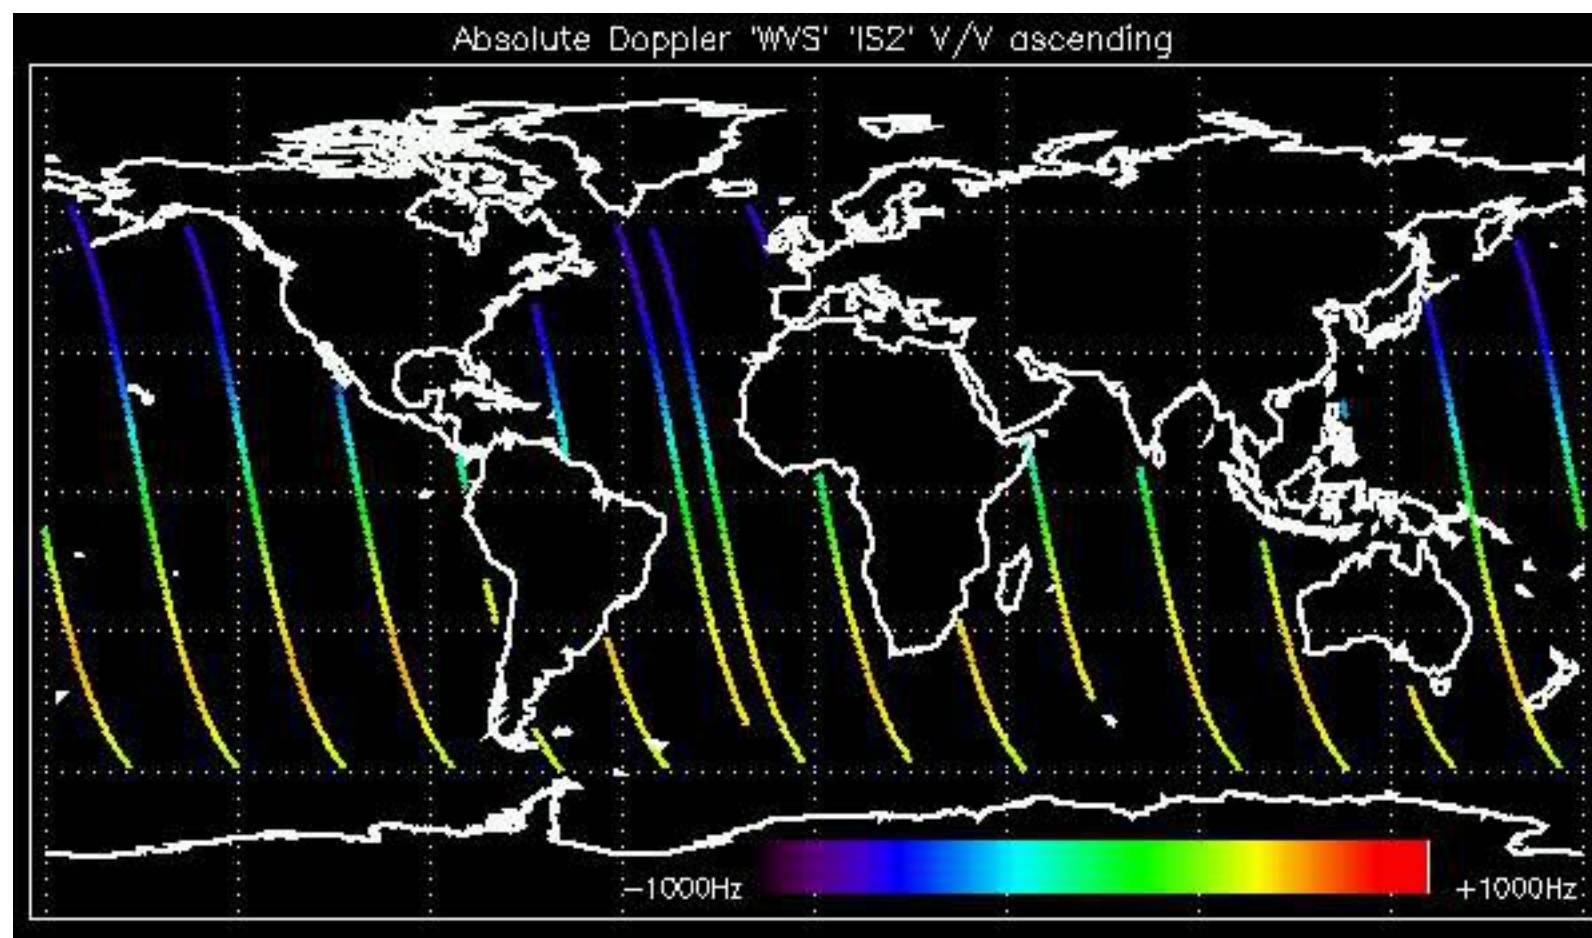 Absolute Doppler 'WVS' 'IS2' V/V ascending
-1000Hz +1000Hz